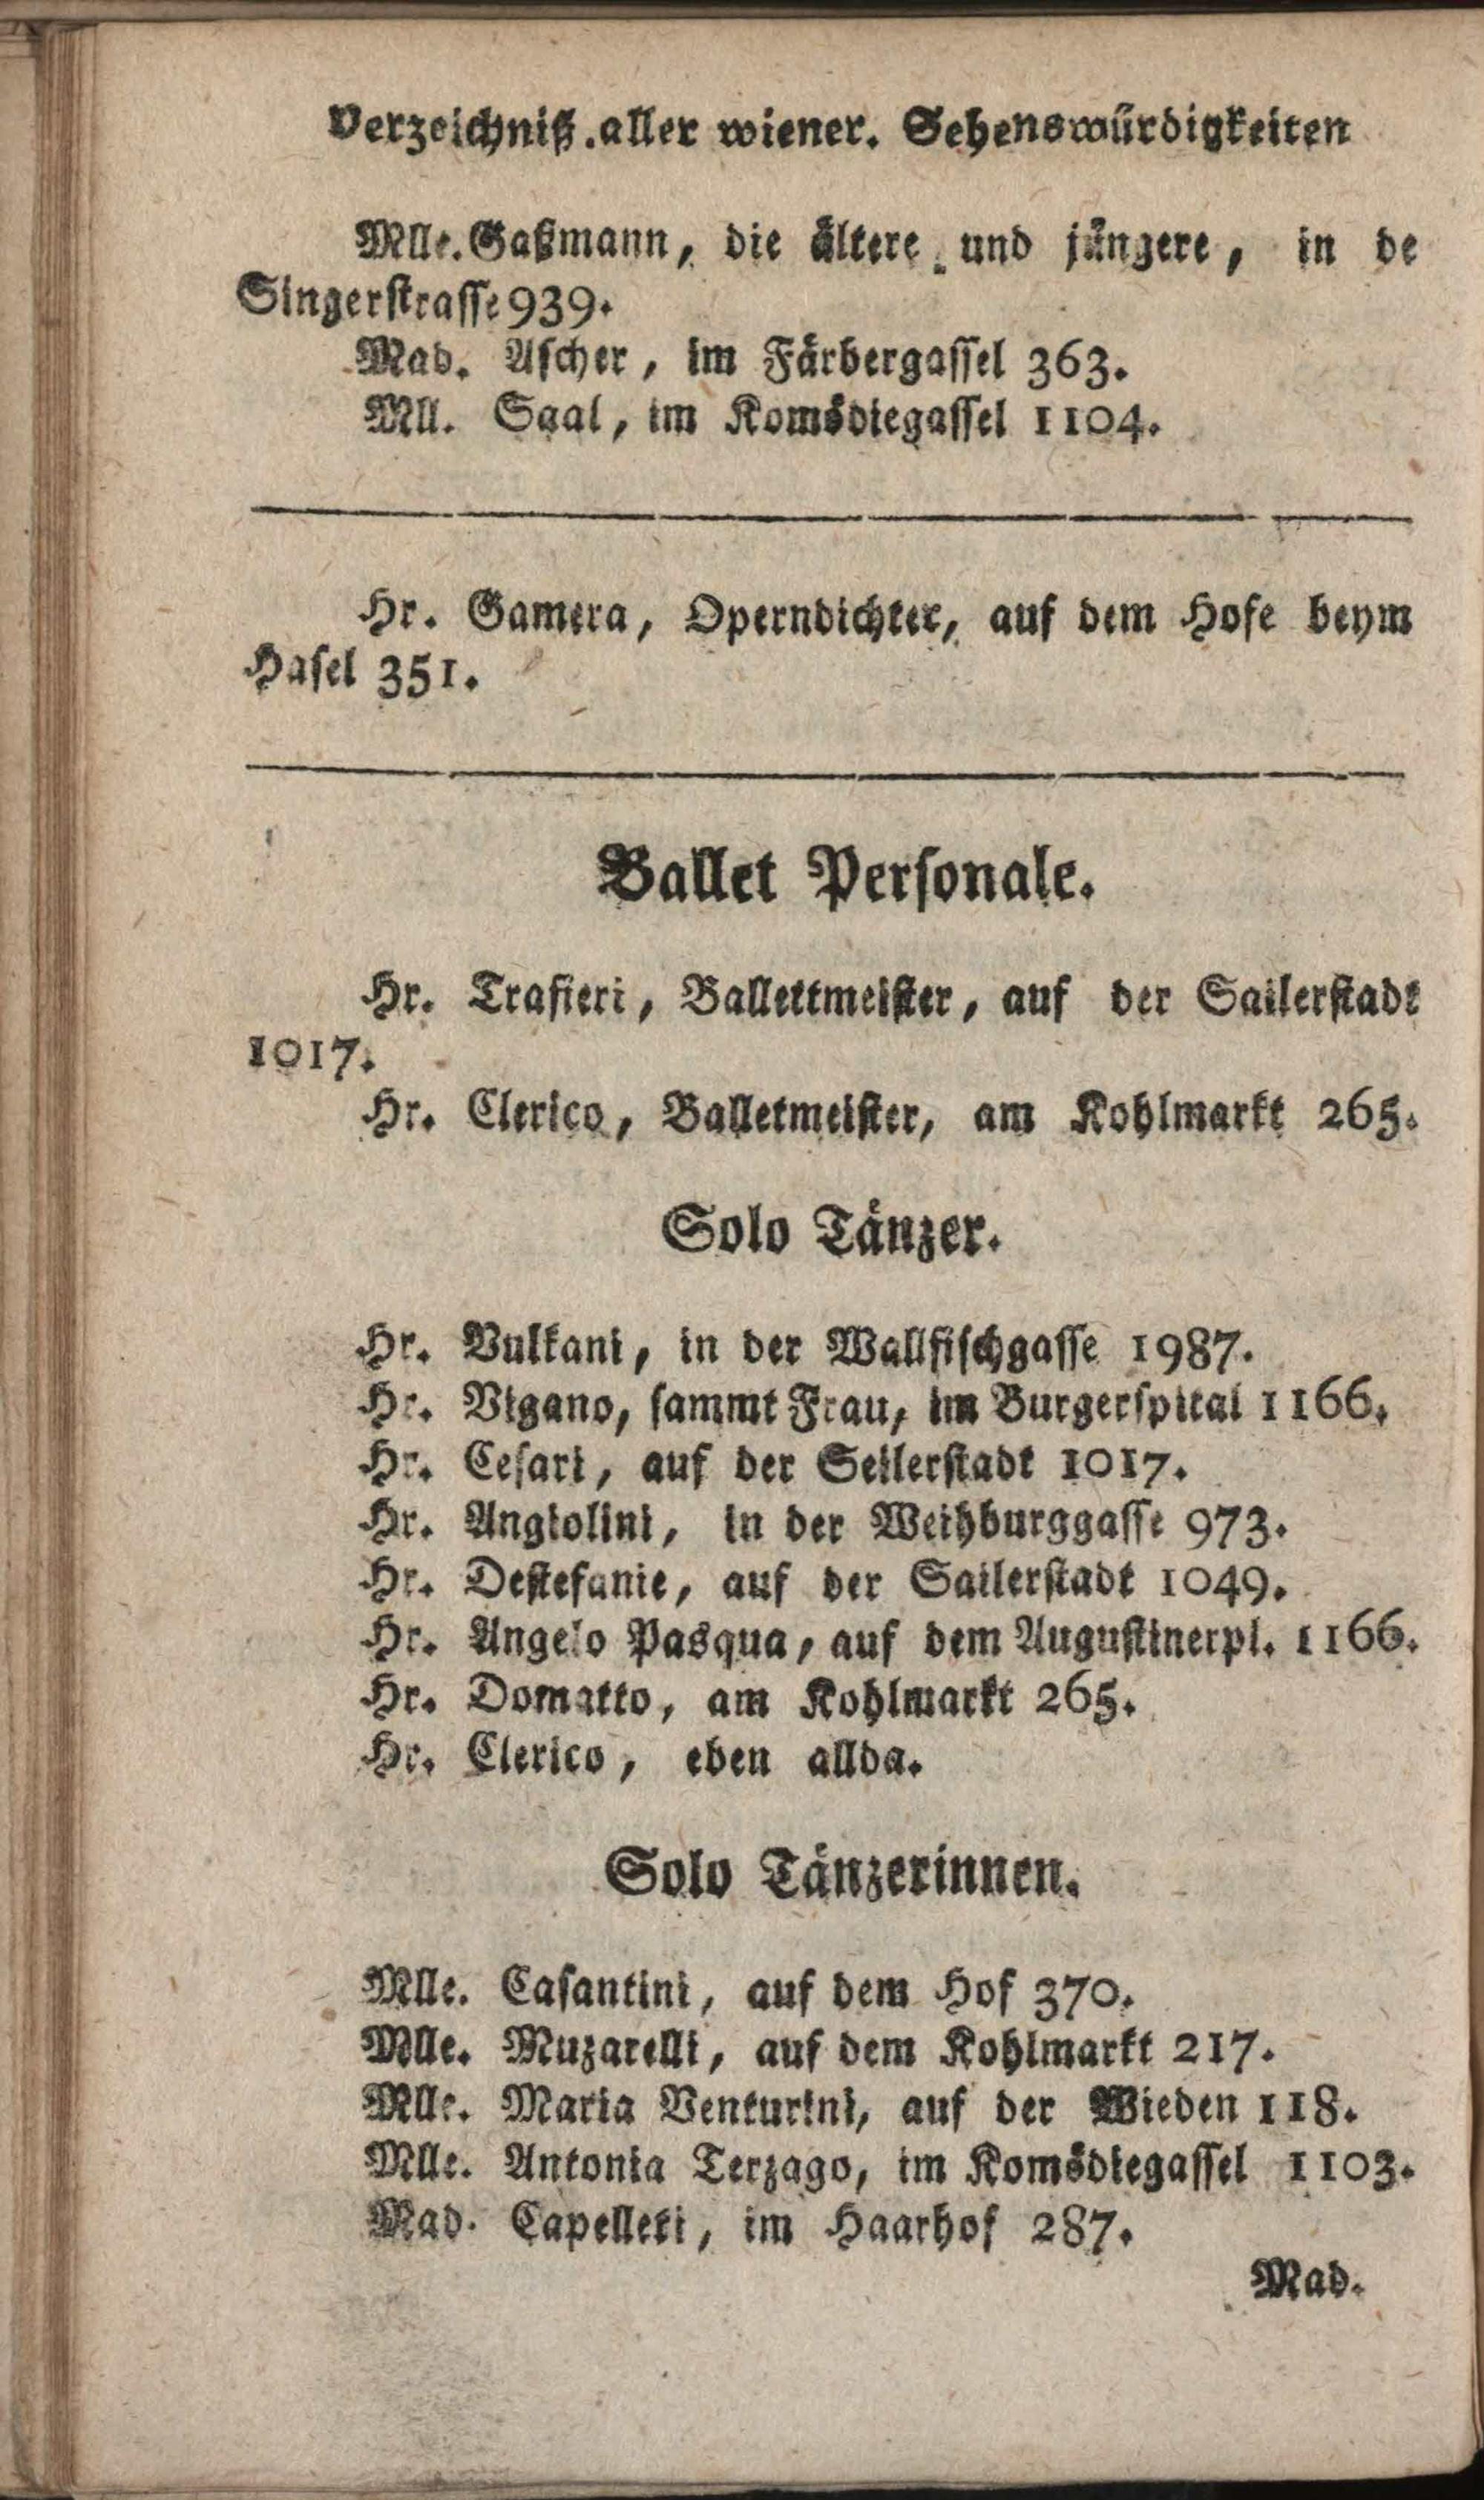 Verzeichniß.aller wiener. Sehenswürdigkeiten
Mlle. Gaßmann, die ältere und jüngere, in de
Singerstrasse 939.
Mad. Ascher, im Färbergassel 363.
Mll. Saal, im Komödiegassel 1104.
Hr. Gamera, Operndichter, auf dem Hofe beym
Hasel 351.
Ballet Personale.
Hr. Trafieri, Ballettmeister, auf der Sailerstadt
1017.
Hr. Clerico, Balletmeister, am Kohlmarkt 265.
Solo Tänzer.
Hr. Vulkani, in der Wallfischgasse 1987.
Hr. Vigano, sammt Frau, im Burgerspital 1166.
Hr. Cesari, auf der Seilerstadt 1017.
Hr. Angiolini, in der Weihburggasse 973.
Hr. Destefanie, auf der Sailerstadt 1049.
Hr. Angelo Pasqua, auf dem Augustinerpl. 1166.
Hr. Domatto, am Kohlmarkt 265.
Hr. Clerico, eben allda.
Solo Tänzerinnen.
Mlle. Casantini, auf dem Hof 370.
Mlle. Muzarelli, auf dem Kohlmarkt 217.
Mlle. Maria Venturini, auf der Wieden 118.
Mlle. Antonia Terzago, im Komödiegassel 1103.
Mad. Capelleti, im Haarhof 287.
Mad.